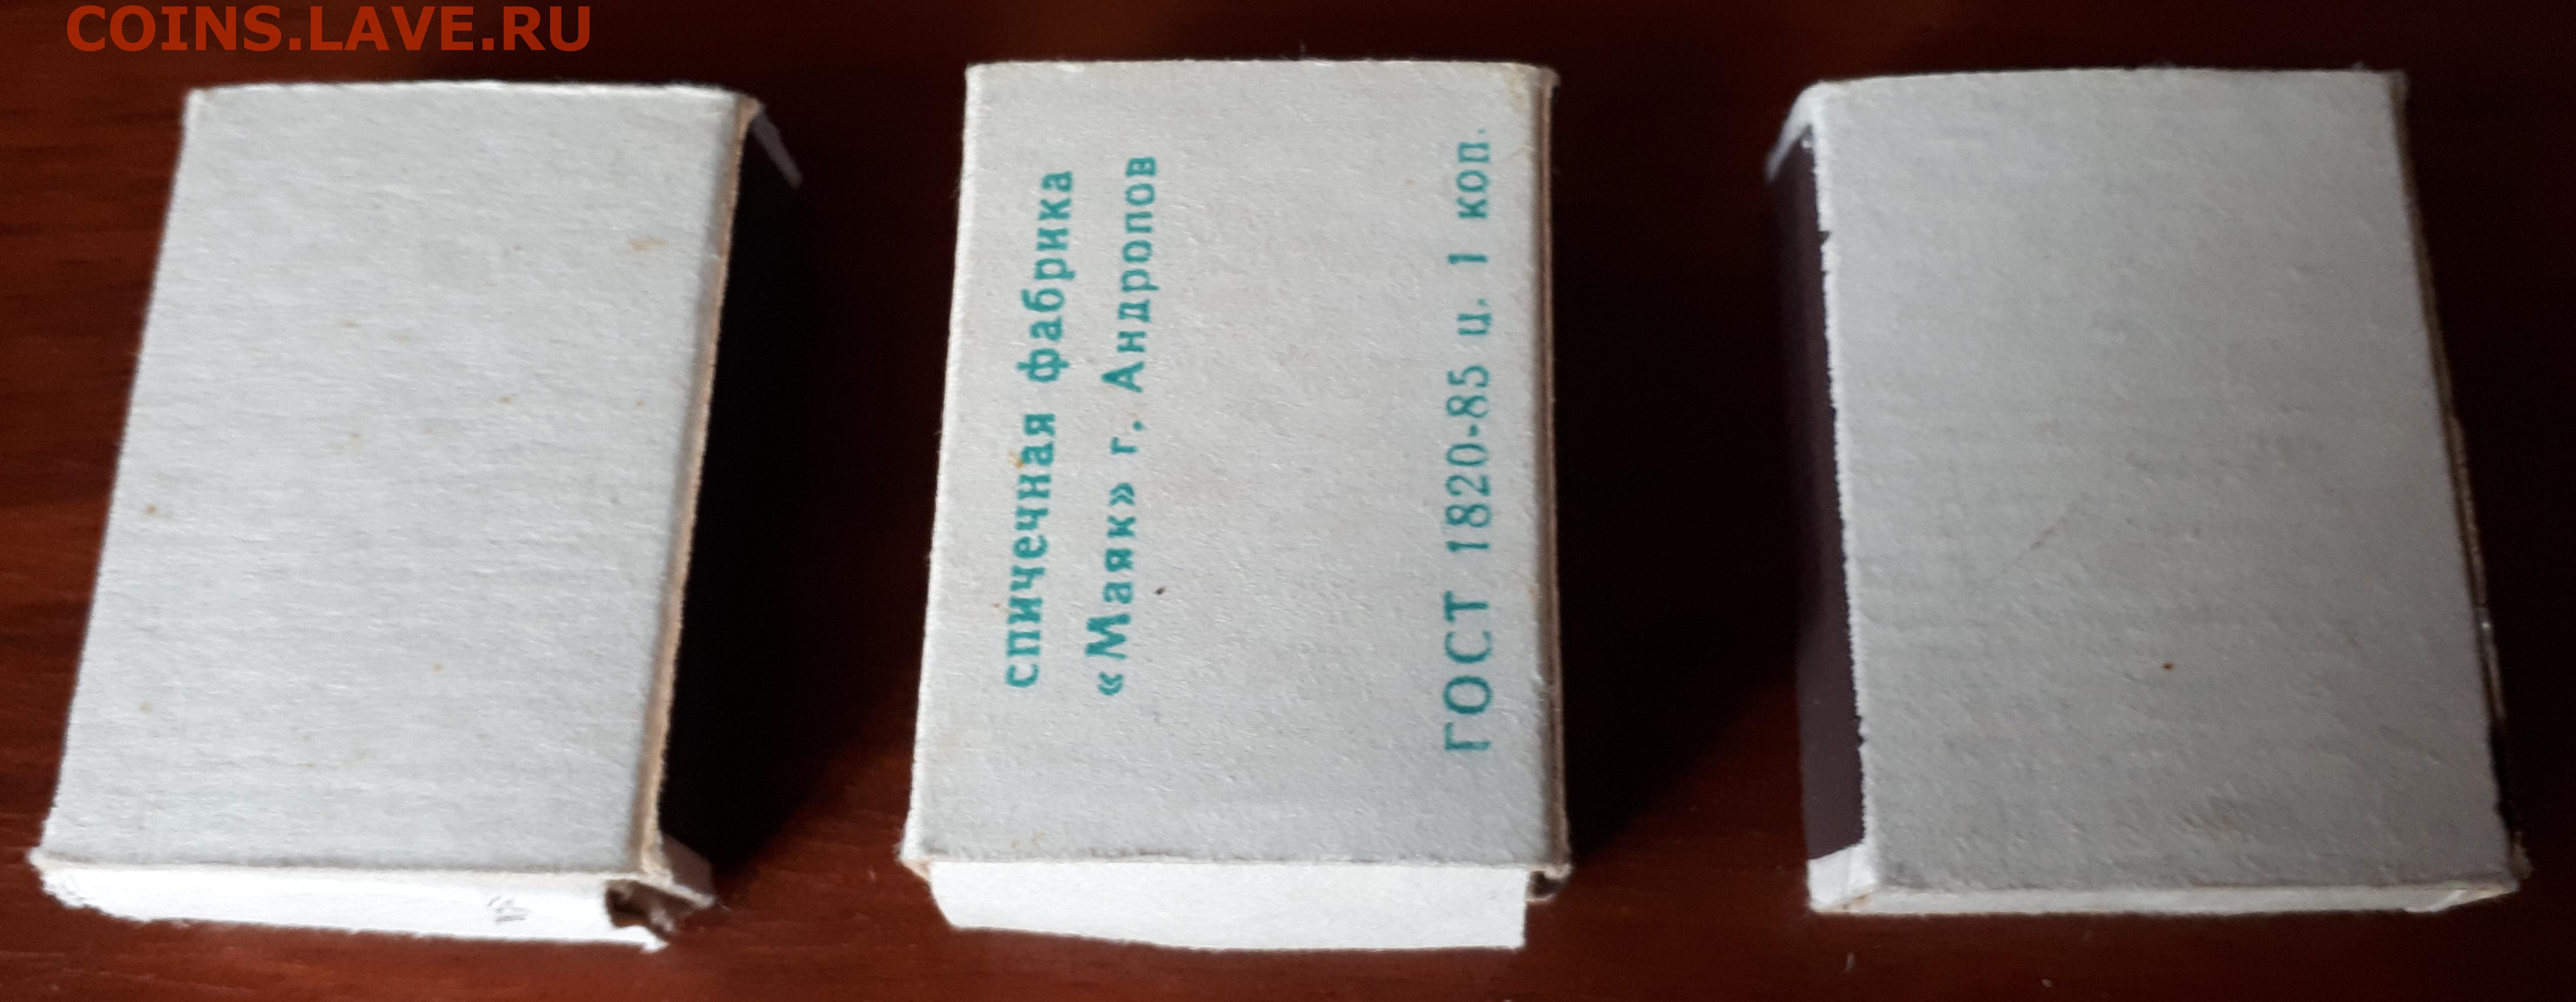 COINS.LAVE.RU
спичечная фабрика
«Маяк» г. Андропов
ГОСТ 1820-85 ц. 1 коп.